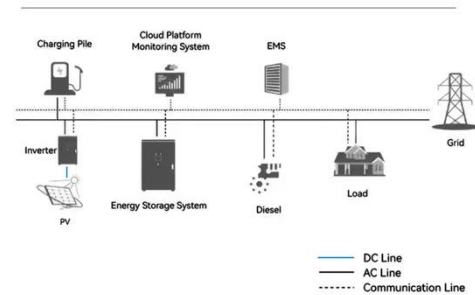 Cloud Platform
Monitoring System
Charging Pile
EMS
Grid
Inverter
PV
Energy Storage System
Diesel
Load
DC Line
AC Line
Communication Line